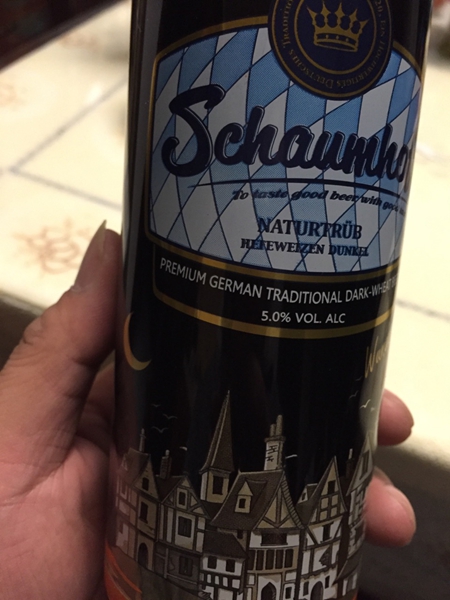 Schaumho
To taste good beer with good
NATURTRÜB
HEFEWEIZEN DUNKEL
PREMIUM GERMAN TRADITIONAL DARK-WHEAT
5.0% VOL. ALC